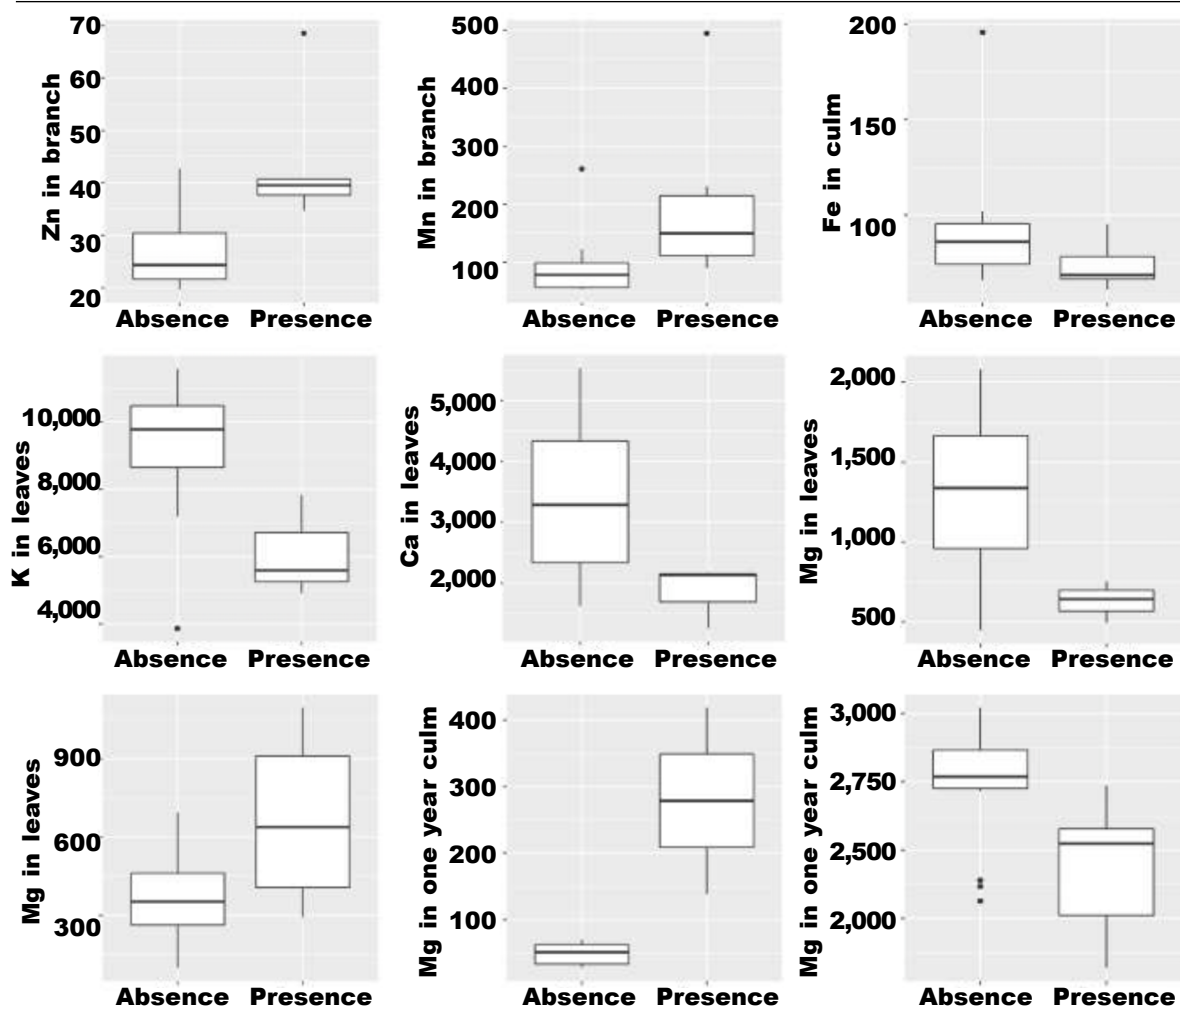 Zn in branch
70
60
50
40
30
20
Absence Presence
Mn in branch
500
400
300
200
100
Absence Presence
Fe in culm
200
150
100
Absence Presence
K in leaves
10,000
8,000
6,000
4,000
Absence Presence
Ca in leaves
5,000
4,000
3,000
2,000
Absence Presence
Mg in leaves
2,000
1,500
1,000
500
Absence Presence
Mg in leaves
900
600
300
Absence Presence
Mg in one year culm
400
300
200
100
Absence Presence
Mg in one year culm
3,000
2,750
2,500
2,000
Absence Presence